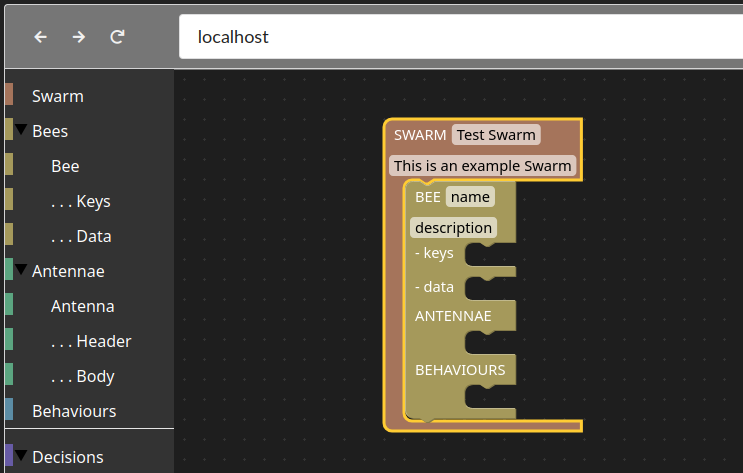 localhost
Swarm
Bees
Bee
. . . Keys
. . . Data
Antennae
Antenna
. . . Header
. . . Body
Behaviours
Decisions
SWARM Test Swarm
This is an example Swarm
BEE name
description
- keys
- data
ANTENNAE
BEHAVIOURS